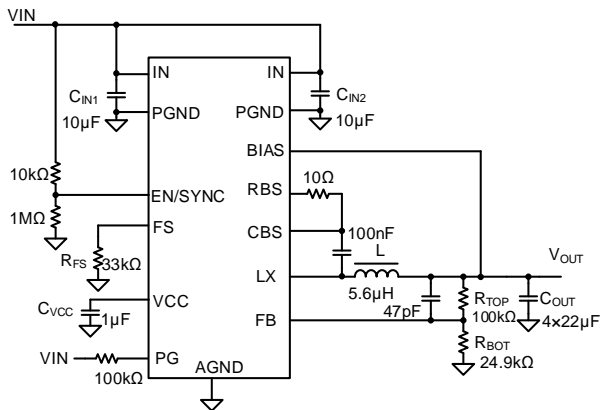 VIN
IN
IN
CIN1
10μF
PGND
PGND
CIN2
10μF
BIAS
10kΩ
10Ω
EN/SYNC
RBS
1MΩ
FS
CBS
100nF
RFS
33kΩ
LX
L
5.6μH
VOUT
CVCC
1μF
VCC
47pF
RTOP
100kΩ
COUT
4×22μF
FB
VIN
100kΩ
PG
AGND
RBOT
24.9kΩ